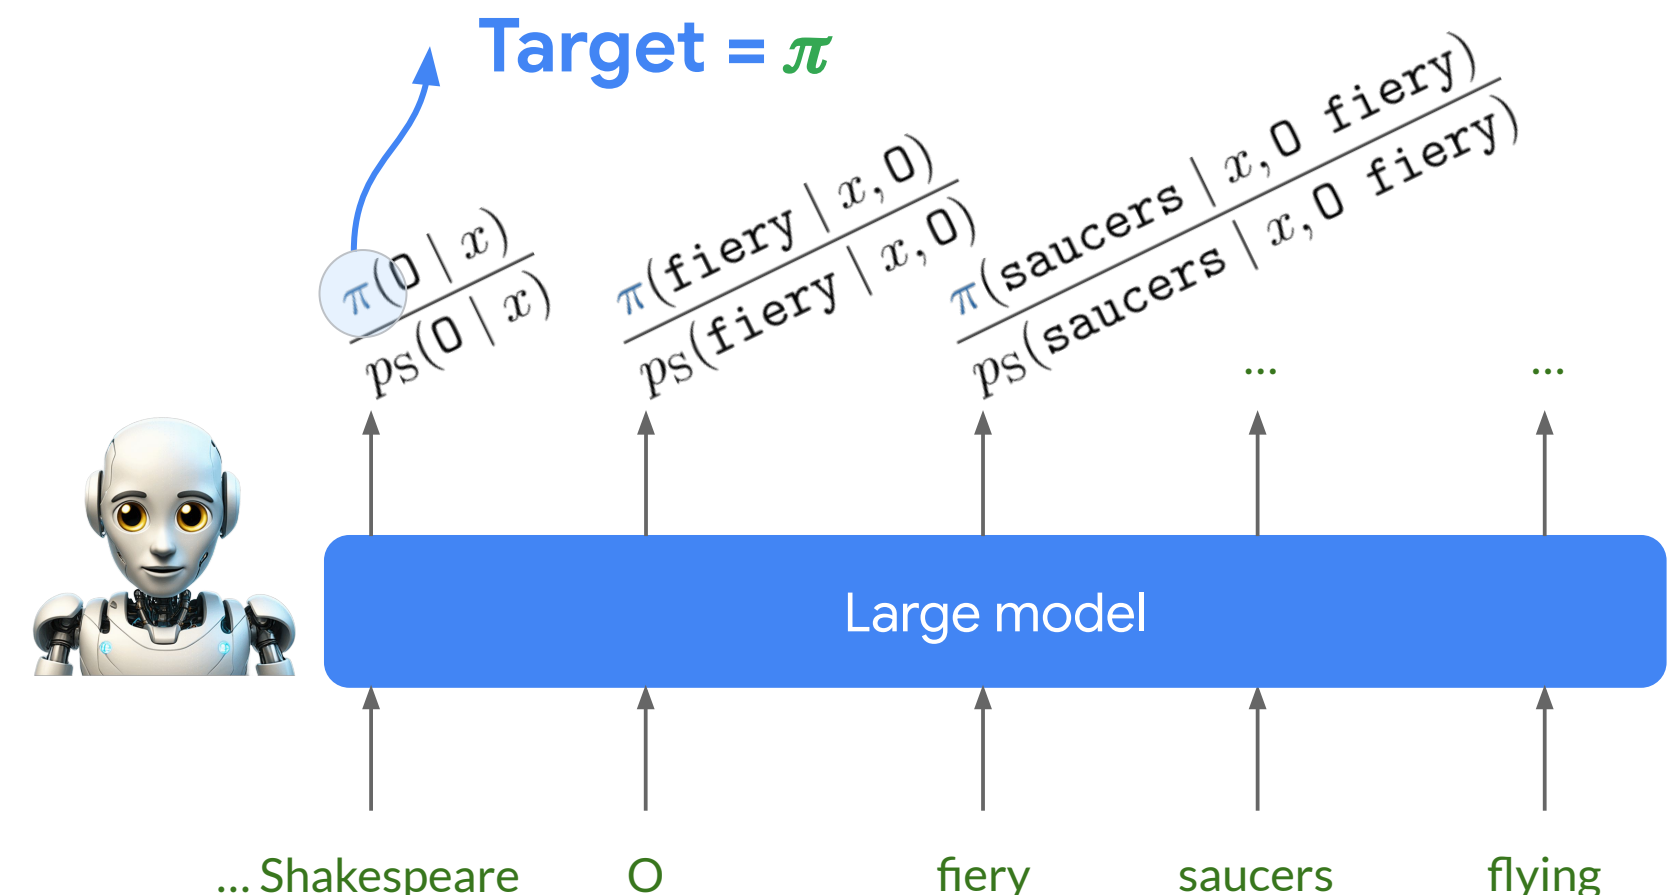 Target = π
π(O | x)
pS(O | x)
π(fiery | x, O)
pS(fiery | x, O)
π(saucers | x, O fiery)
pS(saucers | x, O fiery)
... ...
Large model
... Shakespeare O fiery saucers flying